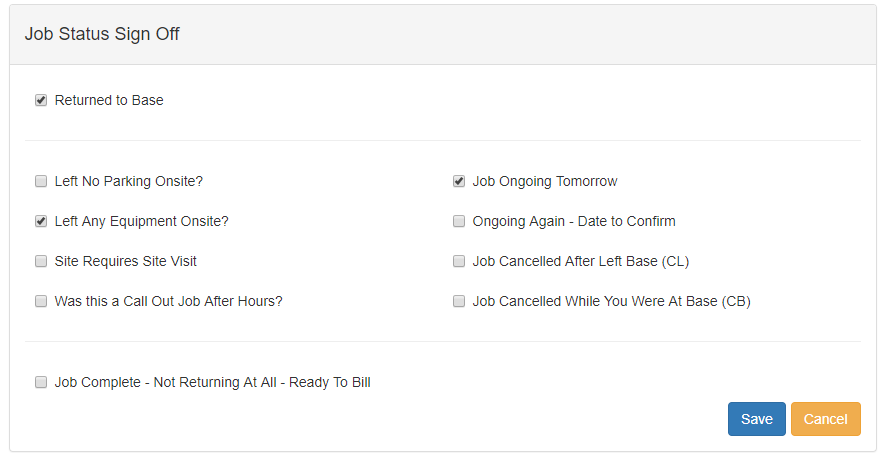 Job Status Sign Off
Returned to Base
Left No Parking Onsite?
Job Ongoing Tomorrow
Left Any Equipment Onsite?
Ongoing Again - Date to Confirm
Site Requires Site Visit
Job Cancelled After Left Base (CL)
Was this a Call Out Job After Hours?
Job Cancelled While You Were At Base (CB)
Job Complete - Not Returning At All - Ready To Bill
Save
Cancel